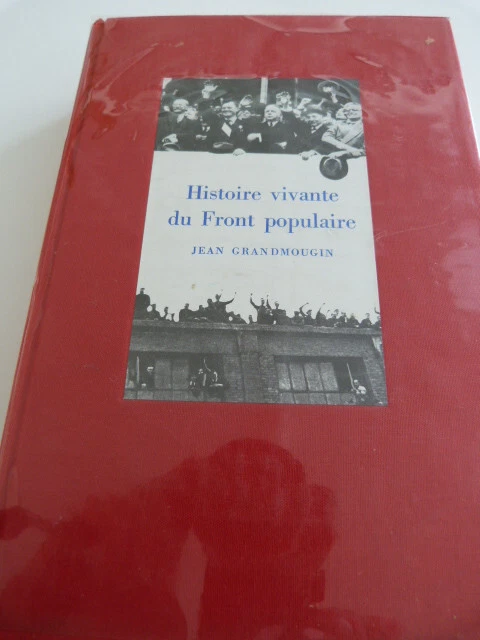 Histoire vivante
du Front populaire
JEAN GRANDMOUGIN